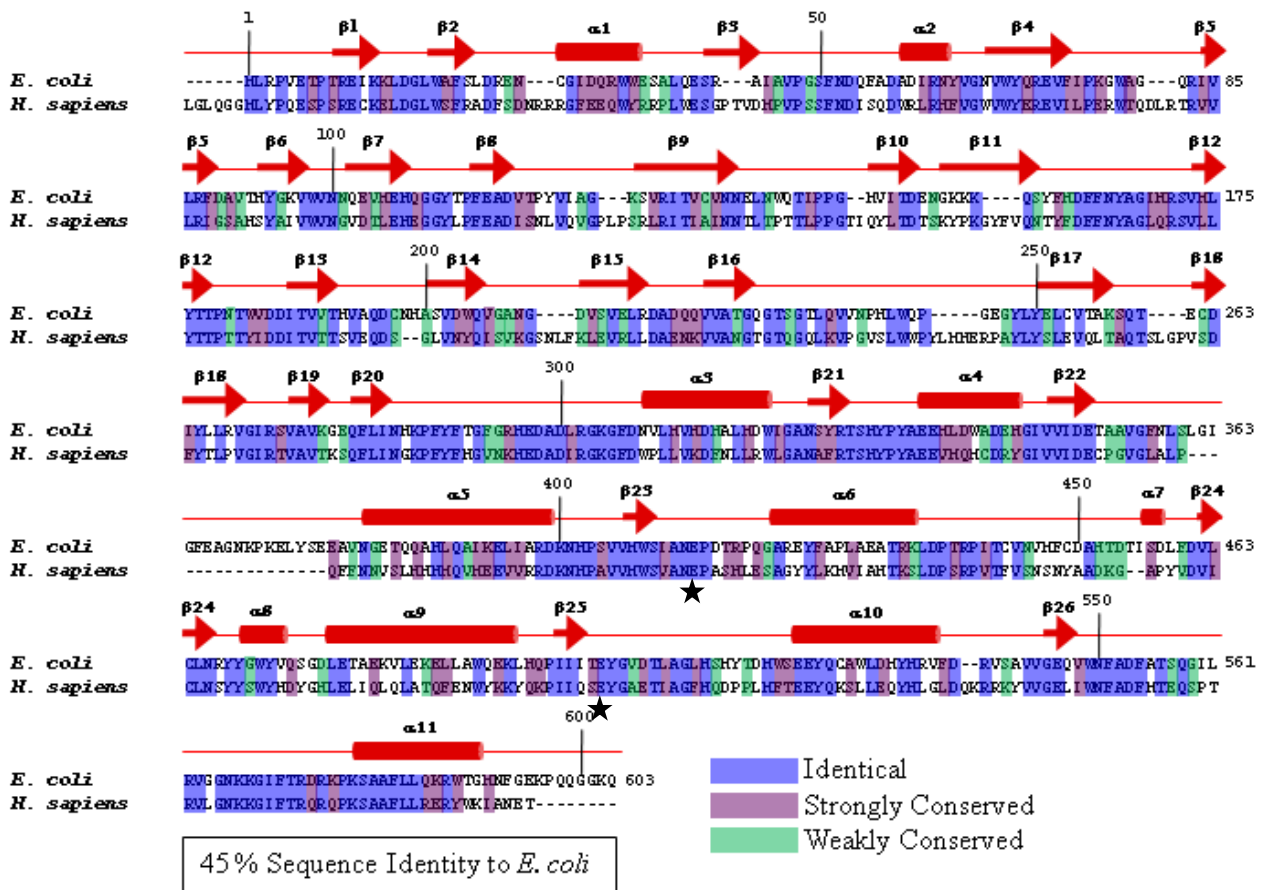 1 β1 β2 α1 β3 50 α2 β4 β5
E. coli ------HLRPVETPTREIKKLDGLWAFSLDREN---CGIDQRWWESALQESR---AIAVPGSFNDQFADADIRNYVGNVWYQREVFIPKGWAG---QRIV 85
H. sapiens LGLQGGHLYPQESPSRECKELDGLWSFRADFSDNRRRGFEEQWYRRPLWESGPTVDHPVPSSFNDISQDWRLRHFVGWVWYEREVILPERWTQDLRTRVV
β5 β6 100 β7 β8 β9 β10 β11 β12
E. coli LRFDAVTHYGKVWVNNQEVMEHQGGYTPFEADVTPYVIAG---KSVRITVCVNNELNWQTIPPG--MVITDENGKKK----QSYFHDFFNYAGIHRSVML 175
H. sapiens LRIGSAHSYAIVWVNGVDTLEHEGGYLPFEADISNLVQVGPLPSRLRITIAINNTLTPTTLPPGTIQYLTDTSKYPKGYFVQNTYFDFFNYAGLQRSVLL
β12 β13 200 β14 β15 β16 250 β17 β18
E. coli YTTPNTWVDDITVVTHVAQDCNHASVDWQVGANG----DVSVELRDADQQVVATGQGTSGTLQVVNPHLWQP-----GEGYLYELCVTAKSQT----ECD 263
H. sapiens YTTPTTYIDDITVTTSVEQDS--GLVNYQISVKGSNLFKLEVRLLDAENKVVANGTGTQGQLKVPGVSLWWPYLMHERPAYLYSLEVQLTAQTSLGPVSD
β18 β19 β20 300 α3 β21 α4 β22
E. coli IYLLRVGIRSVAVKGEQFLINHKPFYFTGFGRHEDADLRGKGFDNVLMVHDHALMDWIGANSYRTSHYPYAEEMLDWADEHGIVVIDETAAVGFNLSLGI 363
H. sapiens FYTLPVGIRTVAVTKSQFLINGKPFYFHGVNKHEDADIRGKGFDWPLLVKDFNLLRWLGANAFRTSHYPYAEEVMQMCDRYGIVVIDECPGVGLALP---
α5 400 β23 α6 450 α7 β24
E. coli GFEAGNKPKELYSEEAVNGETQQAHLQAIKELIARDKNHPSVVMWSIANEPDTRPQGAREYFAPLAEATRKLDPTRPITCVNVMFCDAHTDTISDLFDVL 463
H. sapiens --------------QFFNNVSLHHHMQVMEEVVRRDKNHPAVVMWSVANEPASHLESAGYYLKMVIAHTKSLDPSRPVTFVSNSNYAADKG-APYVDVI
β24 α8 α9 β25 α10 β26 550
E. coli CLNRYYGWYVQSGDLETAEKVLEKELLAWQEKLHQPIIITEYGVDTLAGLHSMYTDMWSEEYQCAWLDMYHRVFD--RVSAVVGEQVWNFADFATSQGIL 561
H. sapiens CLNSYYSWYHDYGHLELIQLQLATQFENWYKKYQKPIIQSEYGAETIAGFHQDPPLMFTEEYQKSLLEQYHLGLDQKRRKYVVGELIWNFADFMTEQSPT
α11 600
E. coli RVGGNKKGIFTRDRKPKSAAFLLQKRWTGMNFGEKPQQGGKQ 603
H. sapiens RVLGNKKGIFTRQRQPKSAAFLLRERYWKIANET--------
Identical
Strongly Conserved
Weakly Conserved
45% Sequence Identity to E. coli